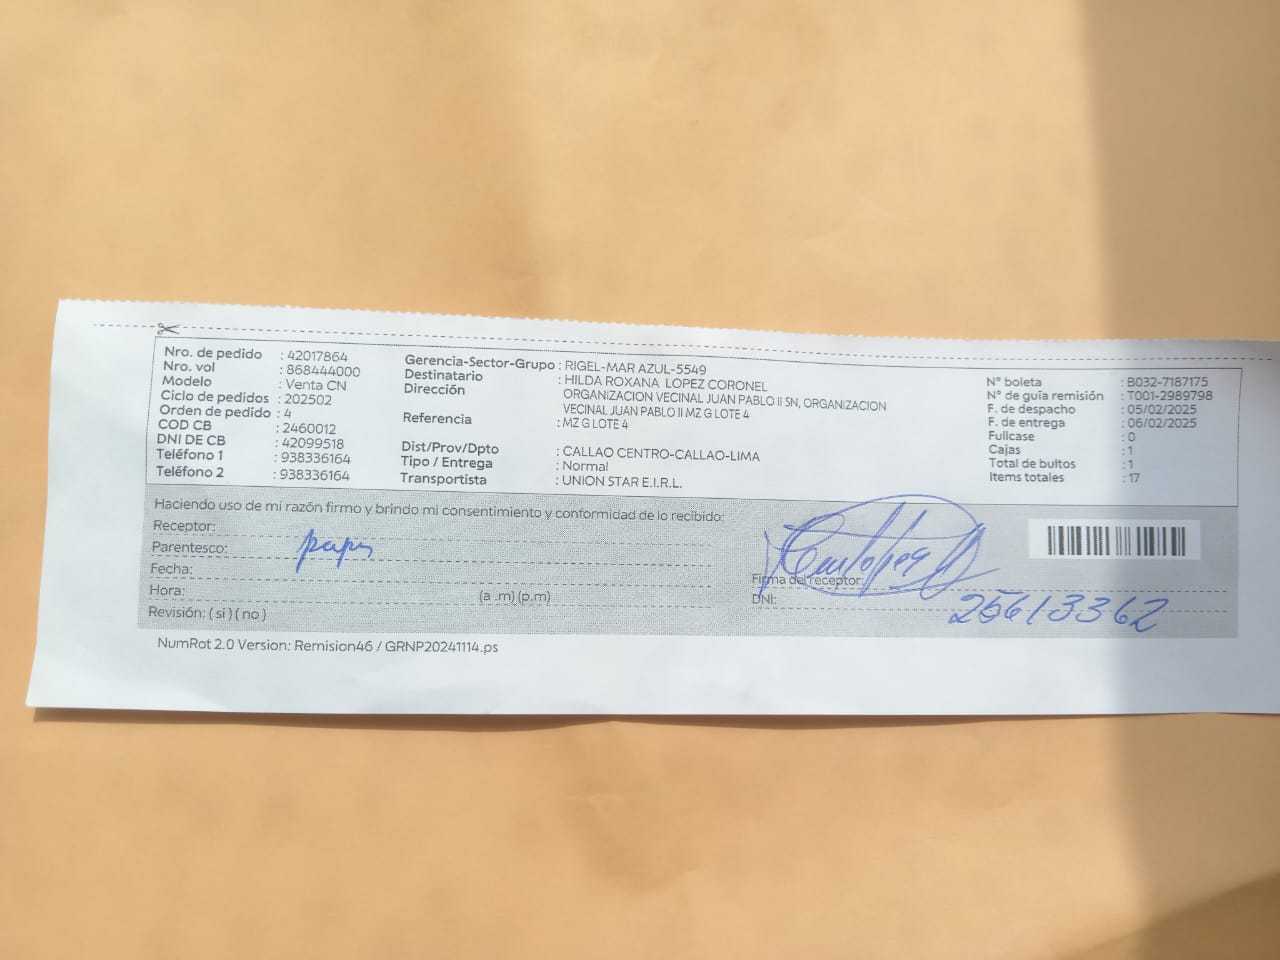 Nro. de pedido : 42017864
Nro. vol : 868444000
Modelo : Venta CN
Ciclo de pedidos : 202502
Orden de pedido : 4
COD CB : 2460012
DNI DE CB : 42099518
Teléfono 1 : 938336164
Teléfono 2 : 938336164
Gerencia-Sector-Grupo : RIGEL-MAR AZUL-5549
Destinatario : HILDA ROXANA LOPEZ CORONEL
Dirección ORGANIZACION VECINAL JUAN PABLO II SN, ORGANIZACION
VECINAL JUAN PABLO II MZ G LOTE 4
Referencia : MZ G LOTE 4
Dist/Prov/Dpto : CALLAO CENTRO-CALLAO-LIMA
Tipo / Entrega : Normal
Transportista : UNION STAR E.I.R.L.
N° boleta : B032-7187175
N° de guía remisión : T001-2989798
F. de despacho : 05/02/2025
F. de entrega : 06/02/2025
Fullcase : 0
Cajas : 1
Total de bultos : 1
Items totales : 17
Haciendo uso de mi razón firmo y brindo mi consentimiento y conformidad de lo recibido:
Receptor:
Parentesco: papa
Fecha:
Hora: (a .m) (p.m)
Revisión: ( si ) ( no )
Firma del receptor:
DNI: 25613362
NumRot 2.0 Version: Remision46 / GRNP20241114.ps